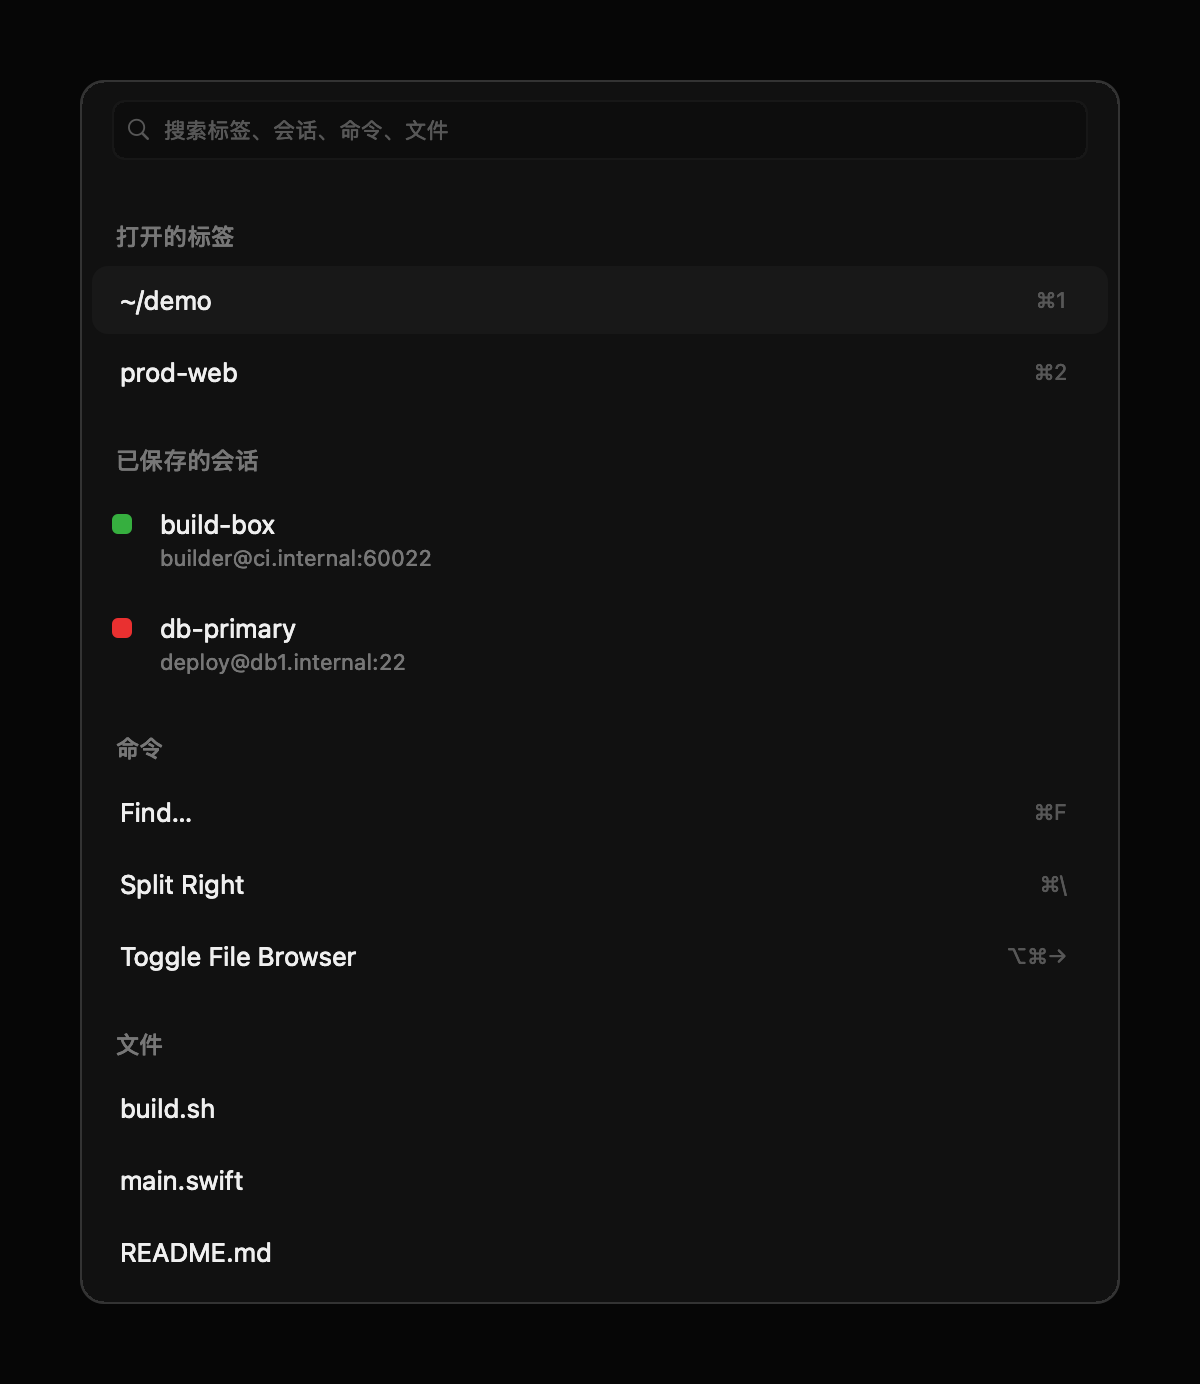 搜索标签、会话、命令、文件
打开的标签
~/demo ⌘1
prod-web ⌘2
已保存的会话
build-box
builder@ci.internal:60022
db-primary
deploy@db1.internal:22
命令
Find... ⌘F
Split Right ⌘\
Toggle File Browser ⌥⌘→
文件
build.sh
main.swift
README.md